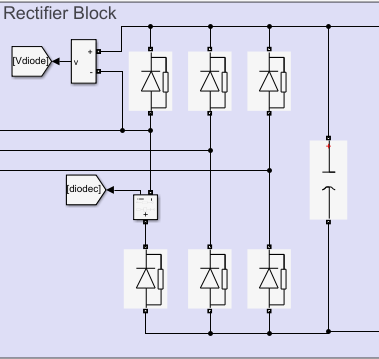 Rectifier Block
[Vdiode]
+
v
-
[diodec]
+
+